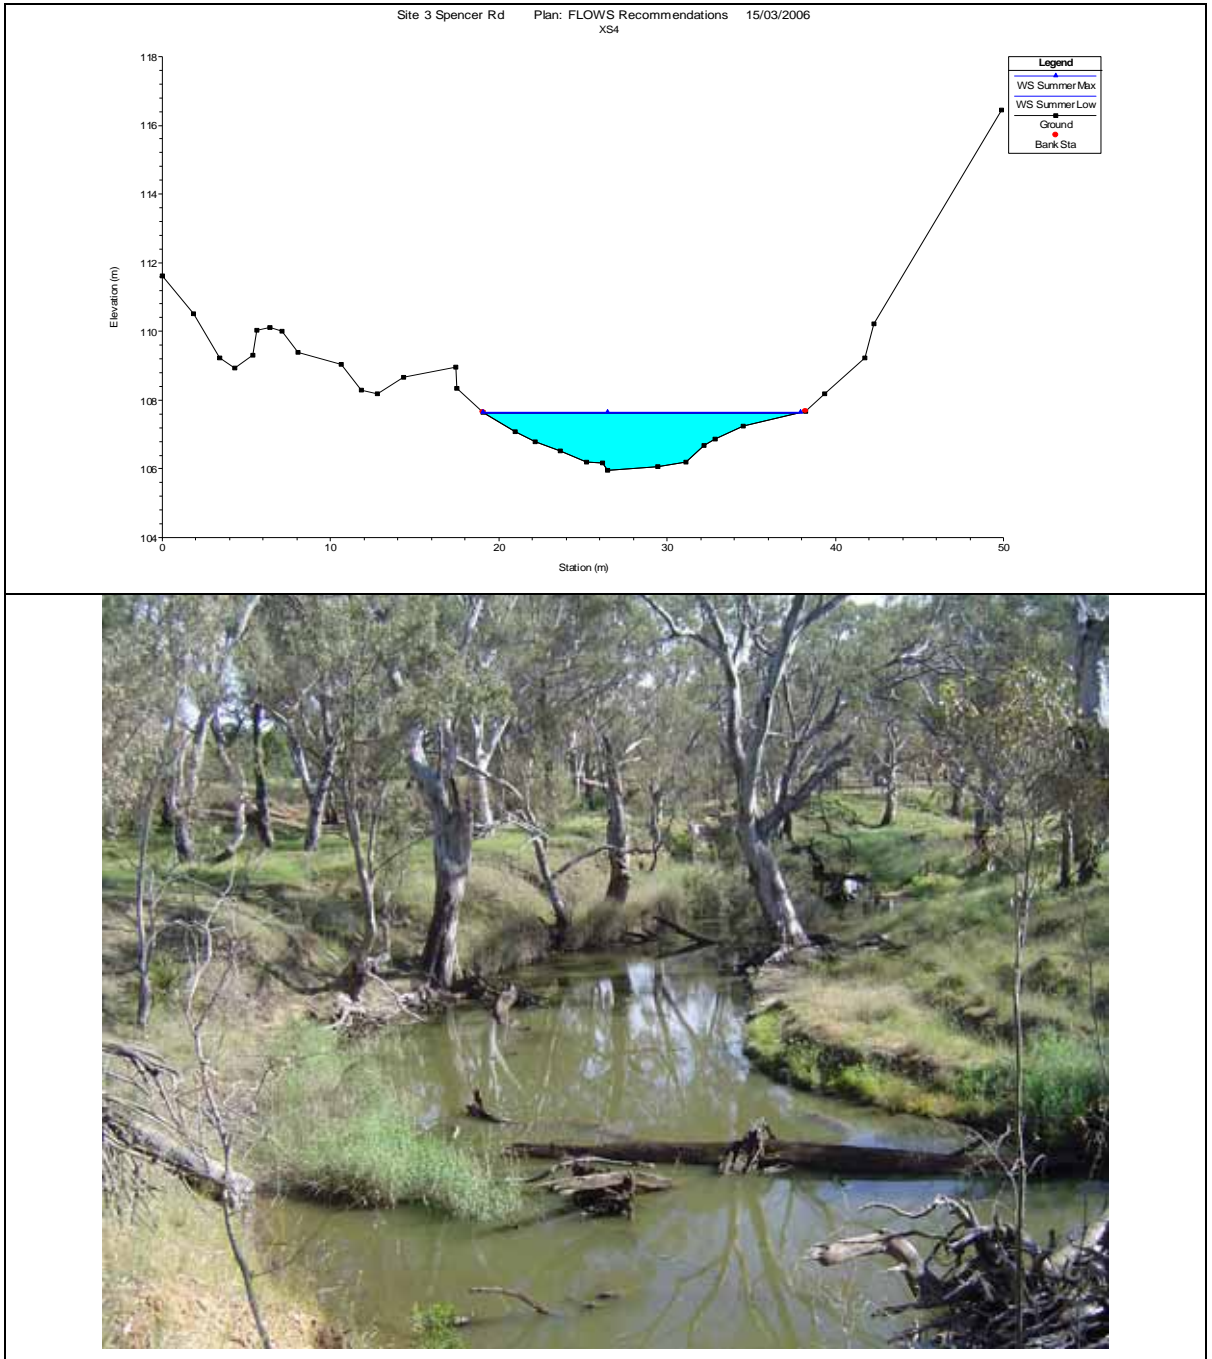 Site 3 Spencer Rd Plan: FLOWS Recommendations 15/03/2006
XS4
Legend
WS Summer Max
WS Summer Low
Ground
Bank Sta
118
116
114
112
110
108
106
104
Elevation (m)
0 10 20 30 40 50
Station (m)